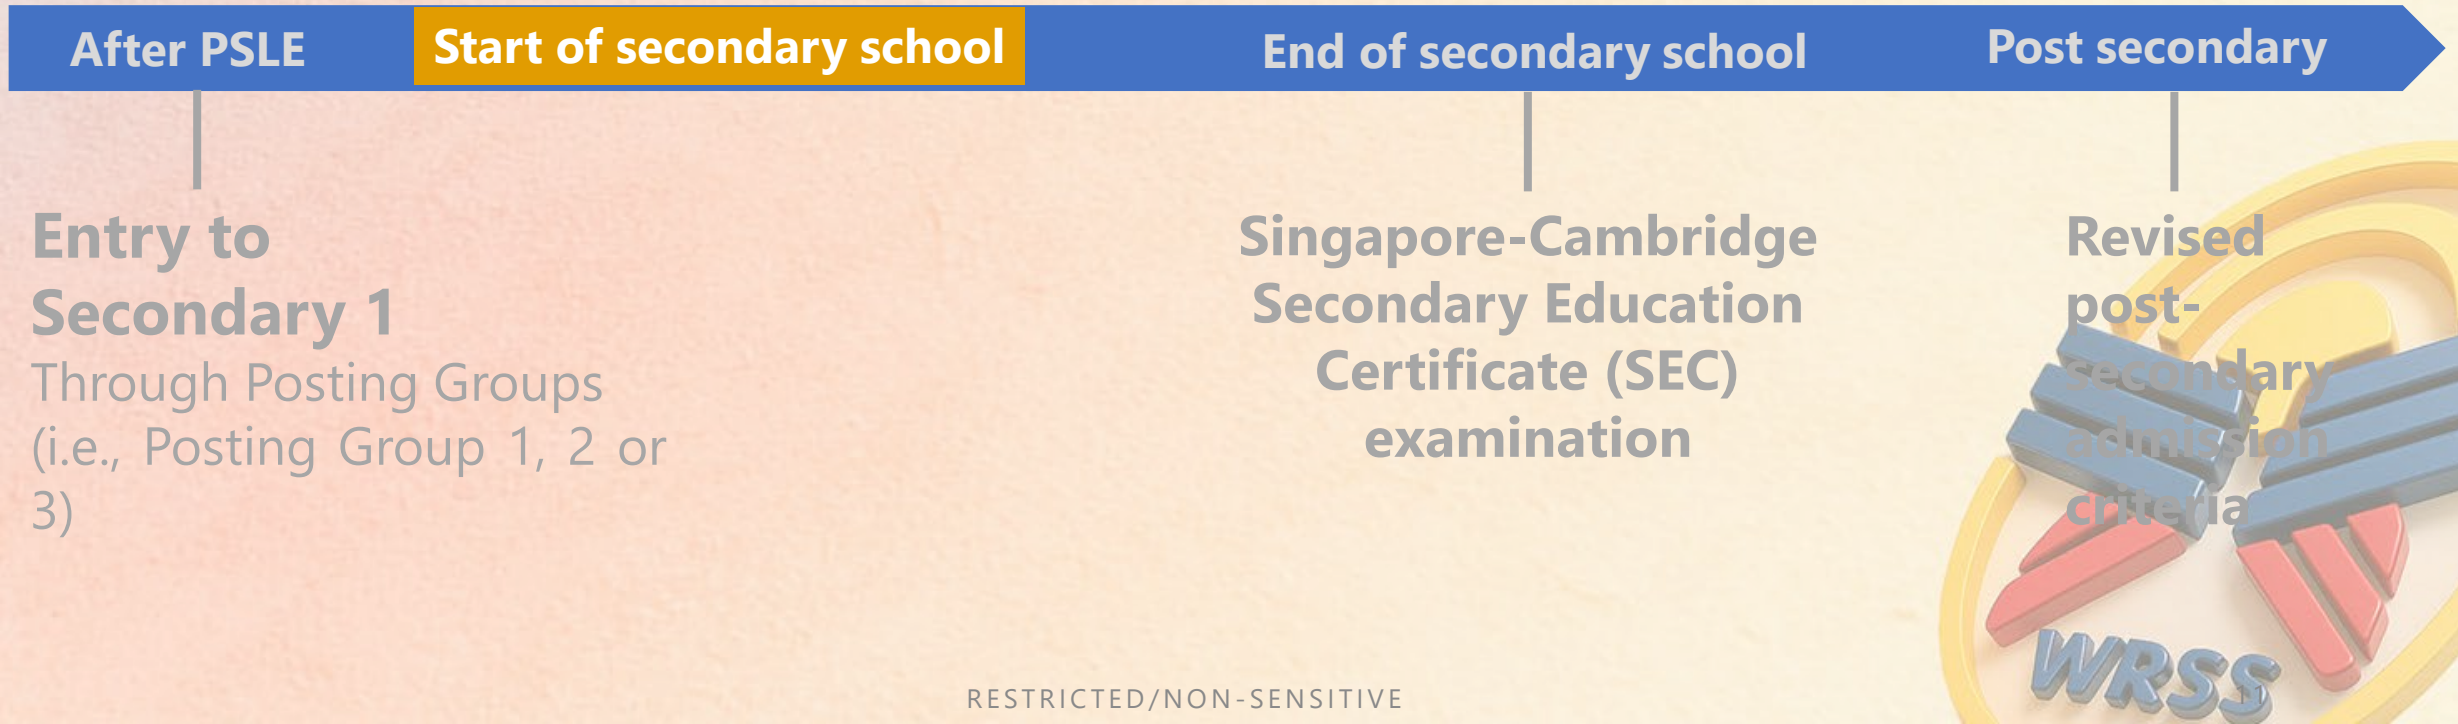 After PSLE
Start of secondary school
End of secondary school
Post secondary
Entry to
Secondary 1
Through Posting Groups
(i.e., Posting Group 1, 2 or
3)
Singapore-Cambridge
Secondary Education
Certificate (SEC)
examination
Revised
post-
secondary
admission
criteria
WRSS
RESTRICTED/NON-SENSITIVE
11